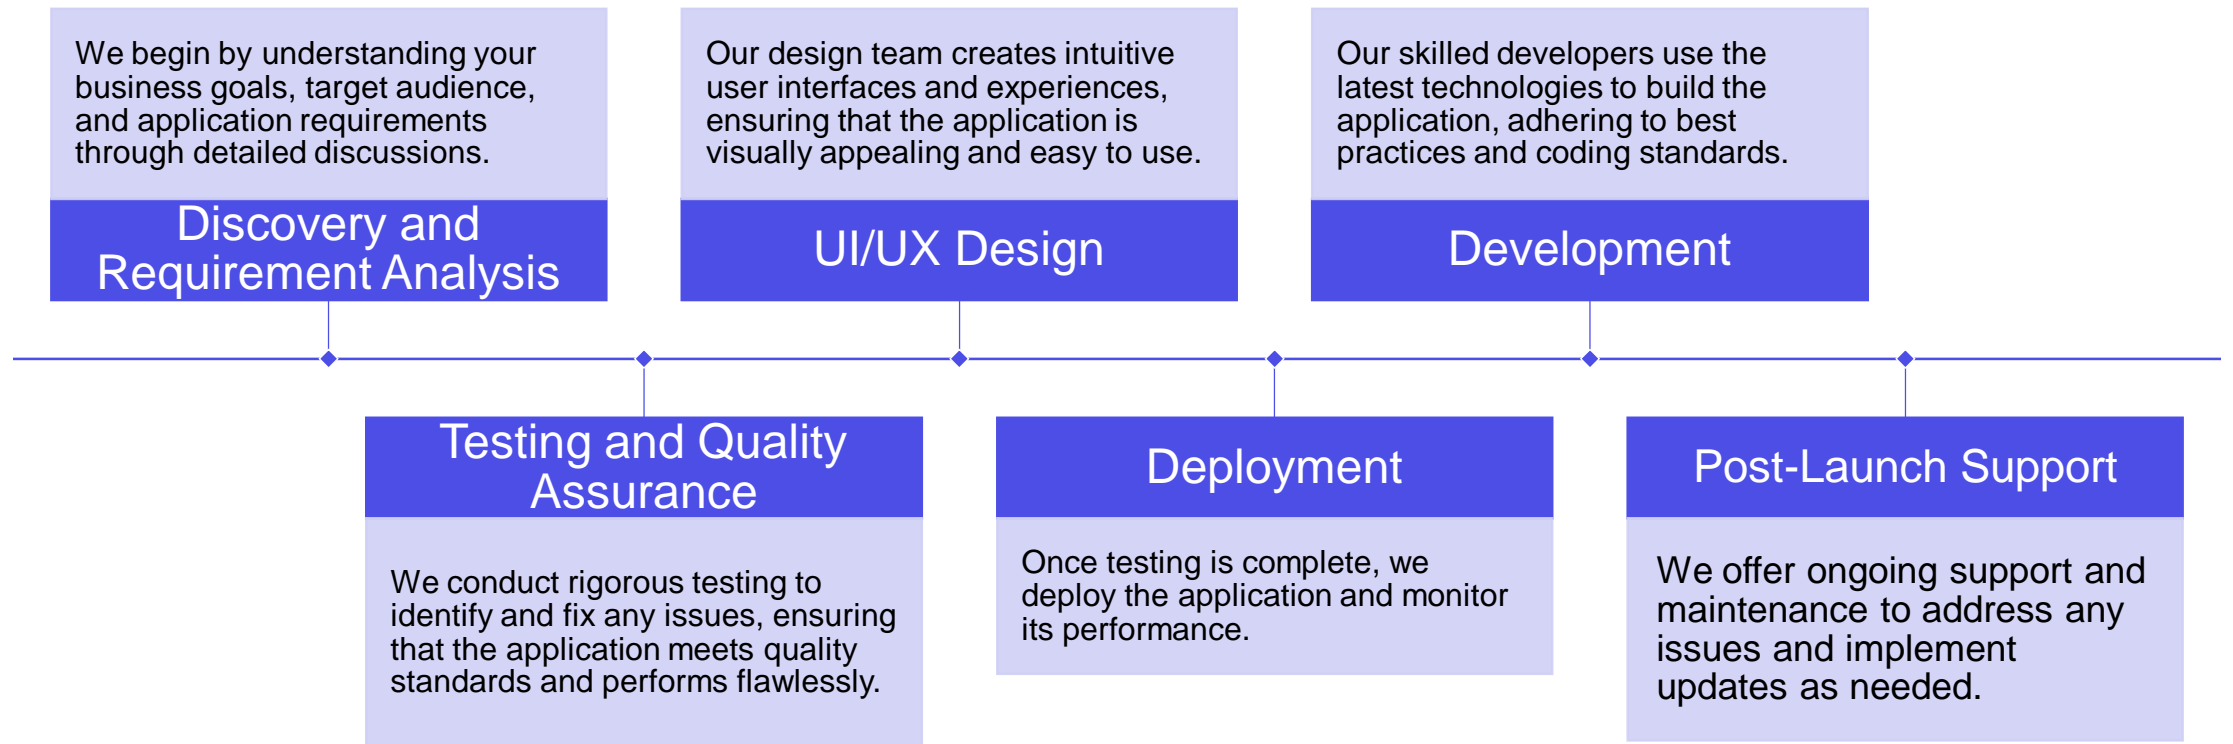 We begin by understanding your
business goals, target audience,
and application requirements
through detailed discussions.
Discovery and
Requirement Analysis
Our design team creates intuitive
user interfaces and experiences,
ensuring that the application is
visually appealing and easy to use.
UI/UX Design
Our skilled developers use the
latest technologies to build the
application, adhering to best
practices and coding standards.
Development
Testing and Quality
Assurance
We conduct rigorous testing to
identify and fix any issues, ensuring
that the application meets quality
standards and performs flawlessly.
Deployment
Once testing is complete, we
deploy the application and monitor
its performance.
Post-Launch Support
We offer ongoing support and
maintenance to address any
issues and implement
updates as needed.